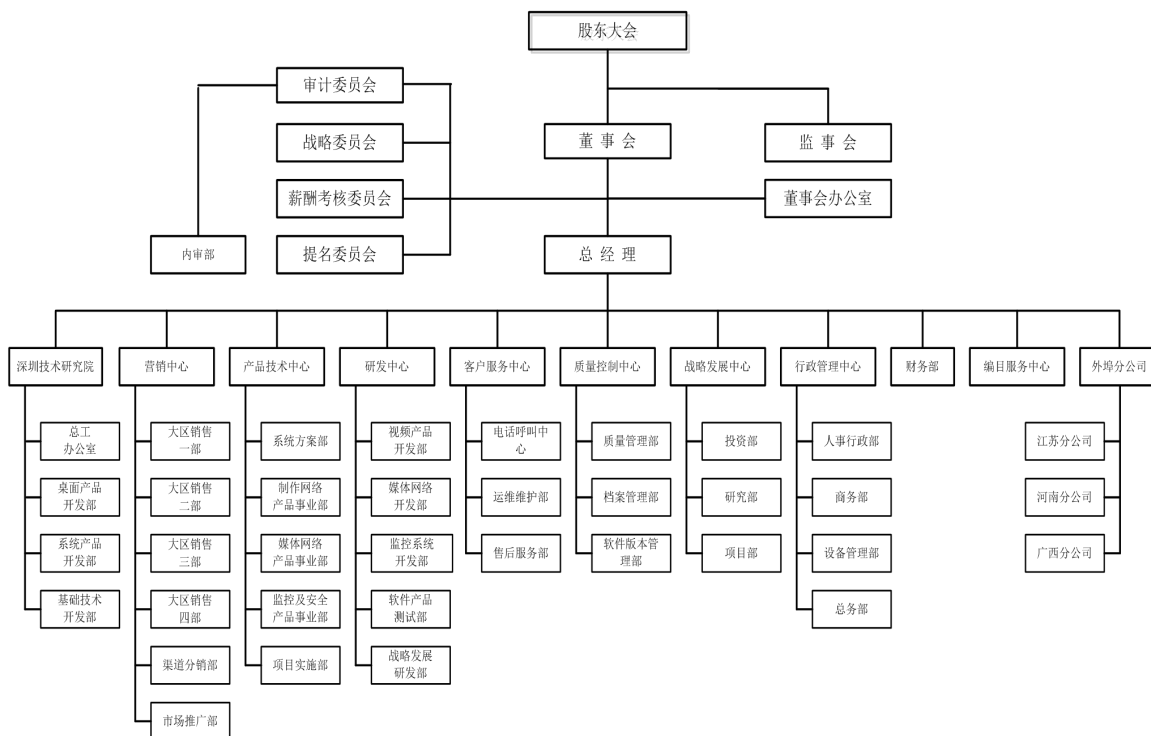 股东大会
审计委员会
战略委员会
董 事 会
监 事 会
薪酬考核委员会
董事会办公室
内审部
提名委员会
总 经 理
深圳技术研究院
营销中心
产品技术中心
研发中心
客户服务中心
质量控制中心
战略发展中心
行政管理中心
财务部
编目服务中心
外埠分公司
总工
办公室
桌面产品
开发部
系统产品
开发部
基础技术
开发部
大区销售
一部
大区销售
二部
大区销售
三部
大区销售
四部
渠道分销部
市场推广部
系统方案部
制作网络
产品事业部
媒体网络
产品事业部
监控及安全
产品事业部
项目实施部
视频产品
开发部
媒体网络
开发部
监控系统
开发部
软件产品
测试部
战略发展
研发部
电话呼叫中
心
运维维护部
售后服务部
质量管理部
档案管理部
软件版本管
理部
投资部
研究部
项目部
人事行政部
商务部
设备管理部
总务部
江苏分公司
河南分公司
广西分公司